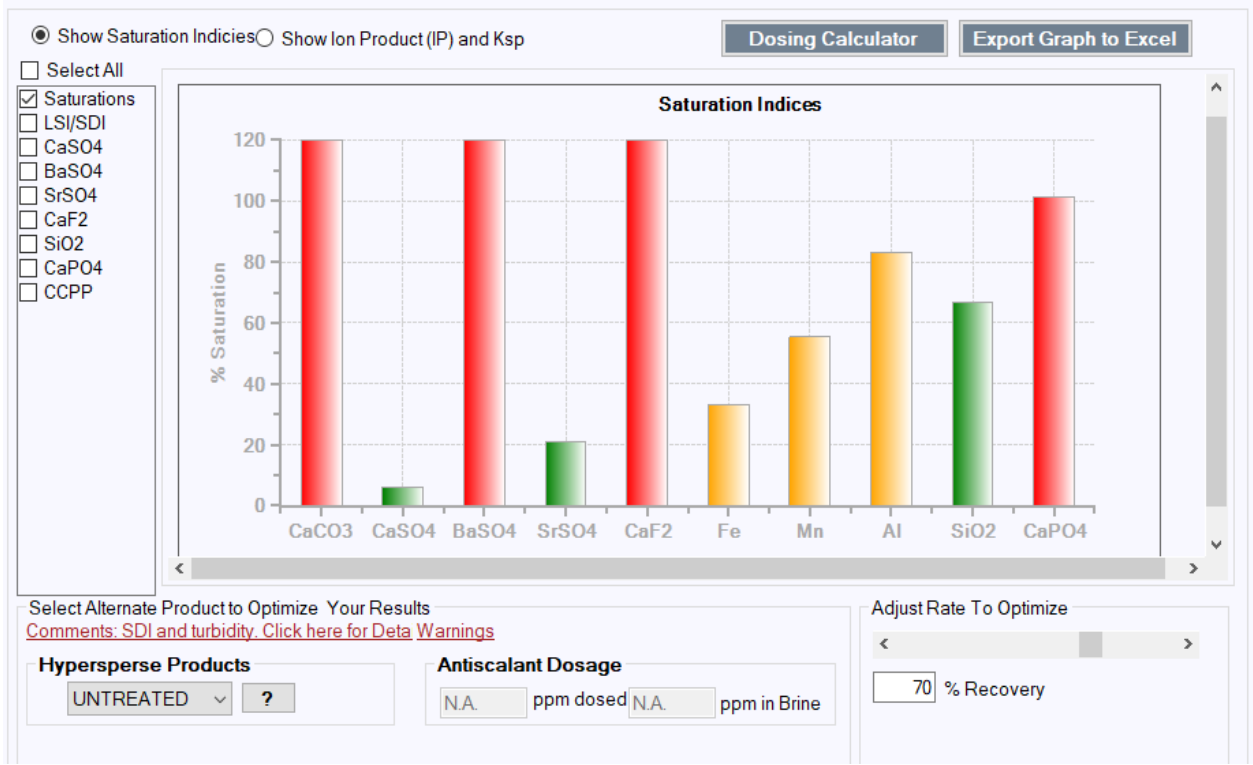 Show Saturation Indicies Show Ion Product (IP) and Ksp
Dosing Calculator
Export Graph to Excel
Select All
Saturations
LSI/SDI
CaSO4
BaSO4
SrSO4
CaF2
SiO2
CaPO4
CCPP
Saturation Indices
% Saturation
120
100
80
60
40
20
0
CaCO3 CaSO4 BaSO4 SrSO4 CaF2 Fe Mn Al SiO2 CaPO4
Select Alternate Product to Optimize Your Results
Comments: SDI and turbidity. Click here for Deta Warnings
Hypersperse Products
UNTREATED ?
Antiscalant Dosage
N.A. ppm dosed N.A. ppm in Brine
Adjust Rate To Optimize
70 % Recovery